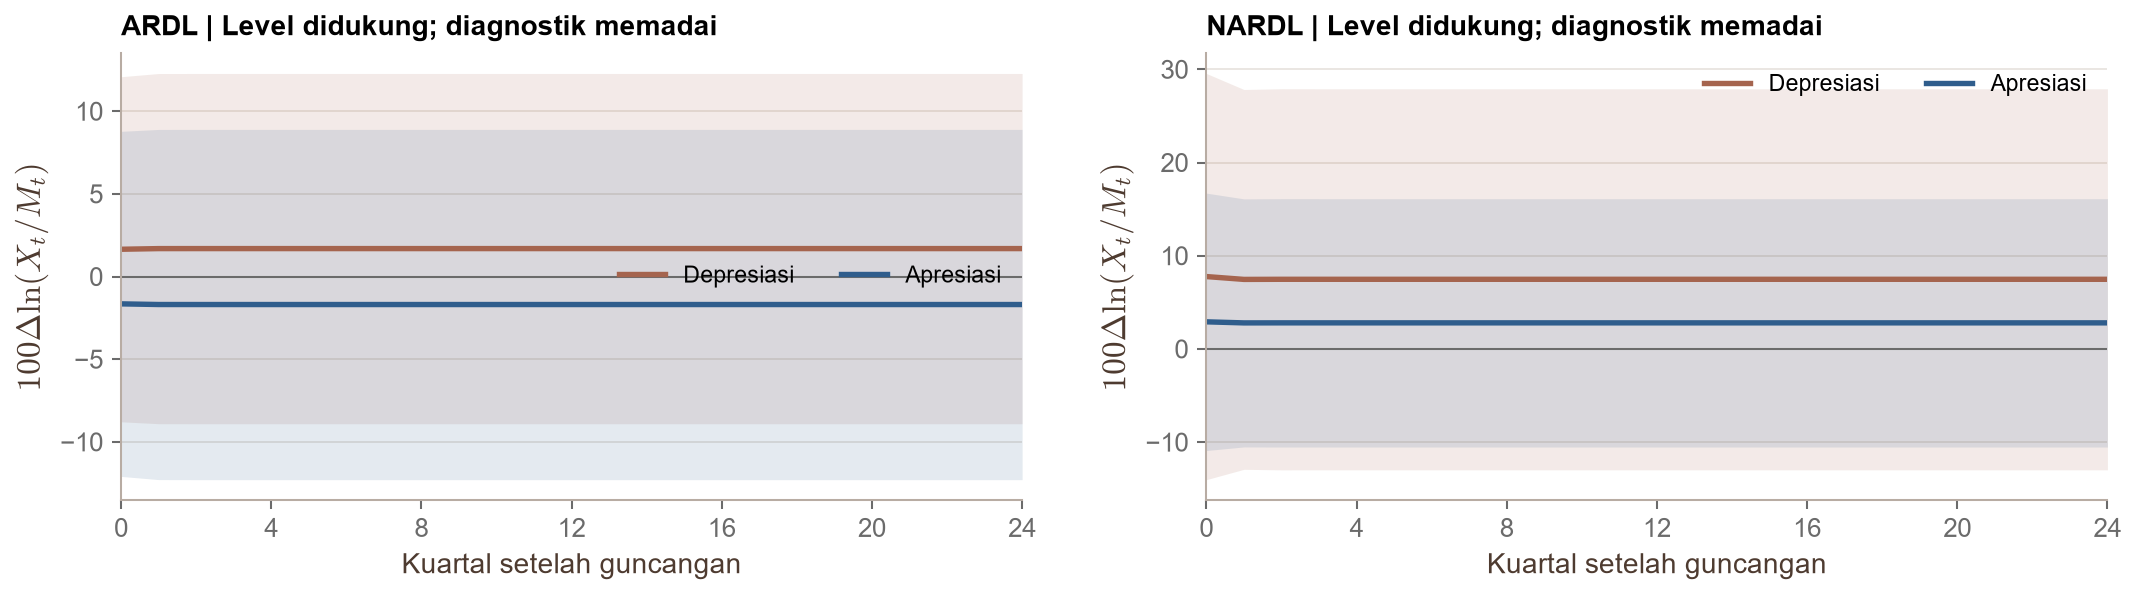 ARDL | Level didukung; diagnostik memadai
100Δln(X_t/M_t)
10
5
0
−5
−10
Depresiasi Apresiasi
0 4 8 12 16 20 24
Kuartal setelah guncangan
NARDL | Level didukung; diagnostik memadai
100Δln(X_t/M_t)
30
20
10
0
−10
Depresiasi Apresiasi
0 4 8 12 16 20 24
Kuartal setelah guncangan